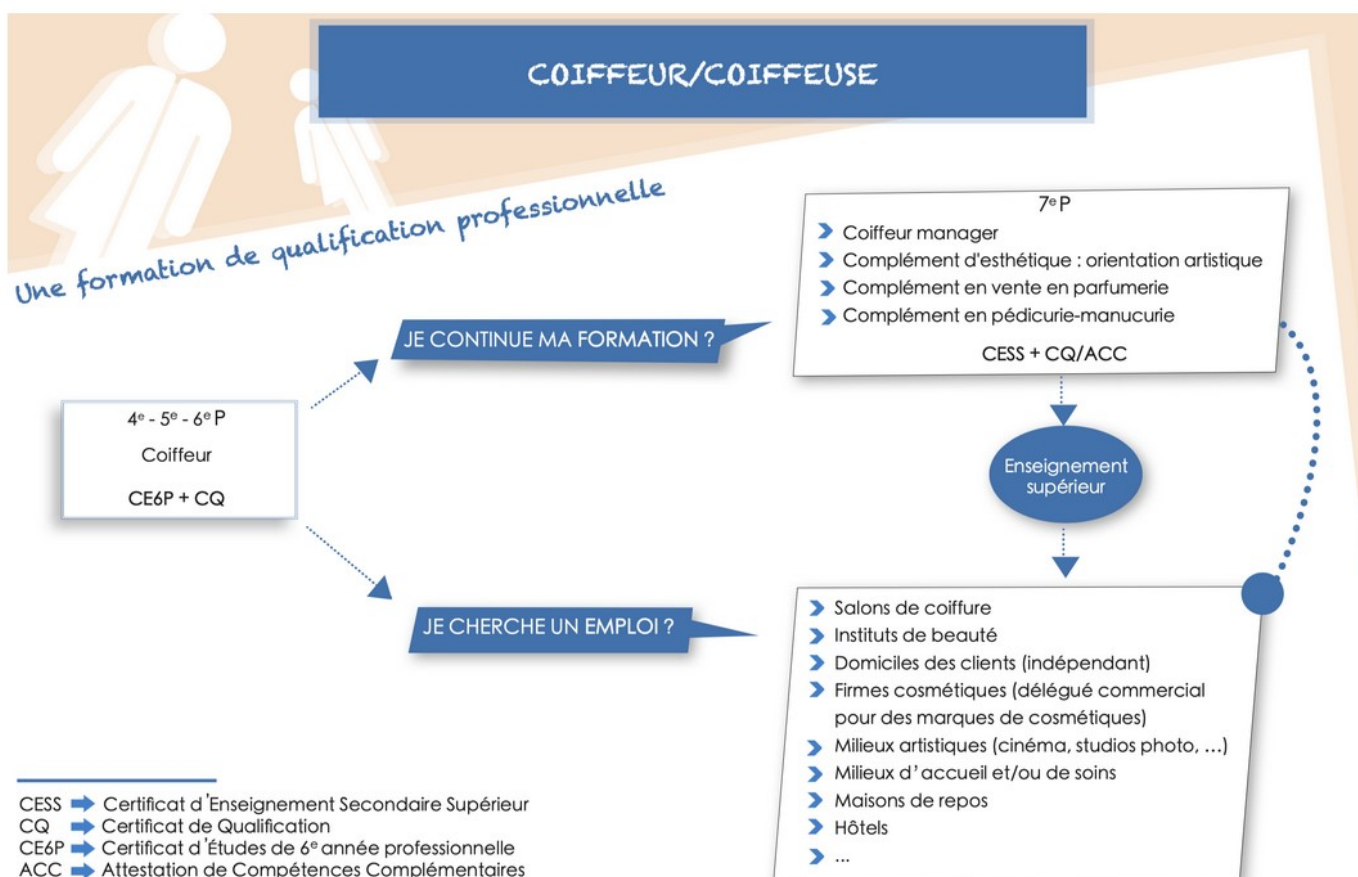 COIFFEUR/COIFFEUSE
Une formation de qualification professionnelle
7e P
Coiffeur manager
Complément d'esthétique : orientation artistique
Complément en vente en parfumerie
Complément en pédicurie-manucurie
CESS + CQ/ACC
JE CONTINUE MA FORMATION ?
4e - 5e - 6e P
Coiffeur
CE6P + CQ
Enseignement
supérieur
JE CHERCHE UN EMPLOI ?
Salons de coiffure
Instituts de beauté
Domiciles des clients (indépendant)
Firmes cosmétiques (délégué commercial
pour des marques de cosmétiques)
Milieux artistiques (cinéma, studios photo, ...)
Milieux d'accueil et/ou de soins
Maisons de repos
Hôtels
...
CESS ➡ Certificat d'Enseignement Secondaire Supérieur
CQ ➡ Certificat de Qualification
CE6P ➡ Certificat d'Études de 6e année professionnelle
ACC ➡ Attestation de Compétences Complémentaires